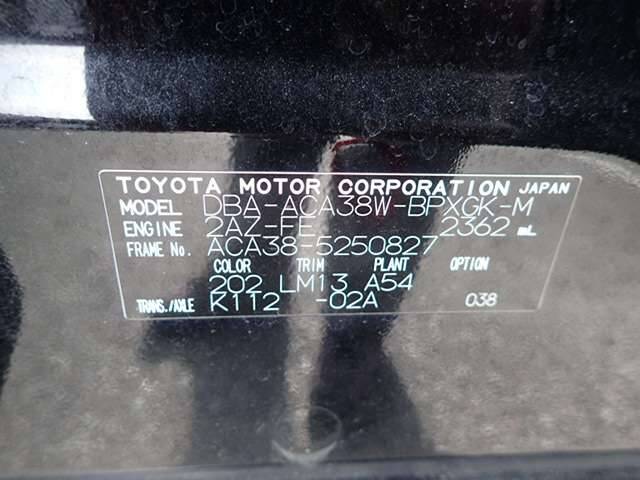 TOYOTA MOTOR CORPORATION JAPAN
MODEL DBA-ACA38W-BPXGK-M
ENGINE 2AZ-FE 2362 mL
FRAME No. ACA38-5250827
COLOR TRIM PLANT OPTION
202 LM13 A54
TRANS./AXLE K112 -02A 038